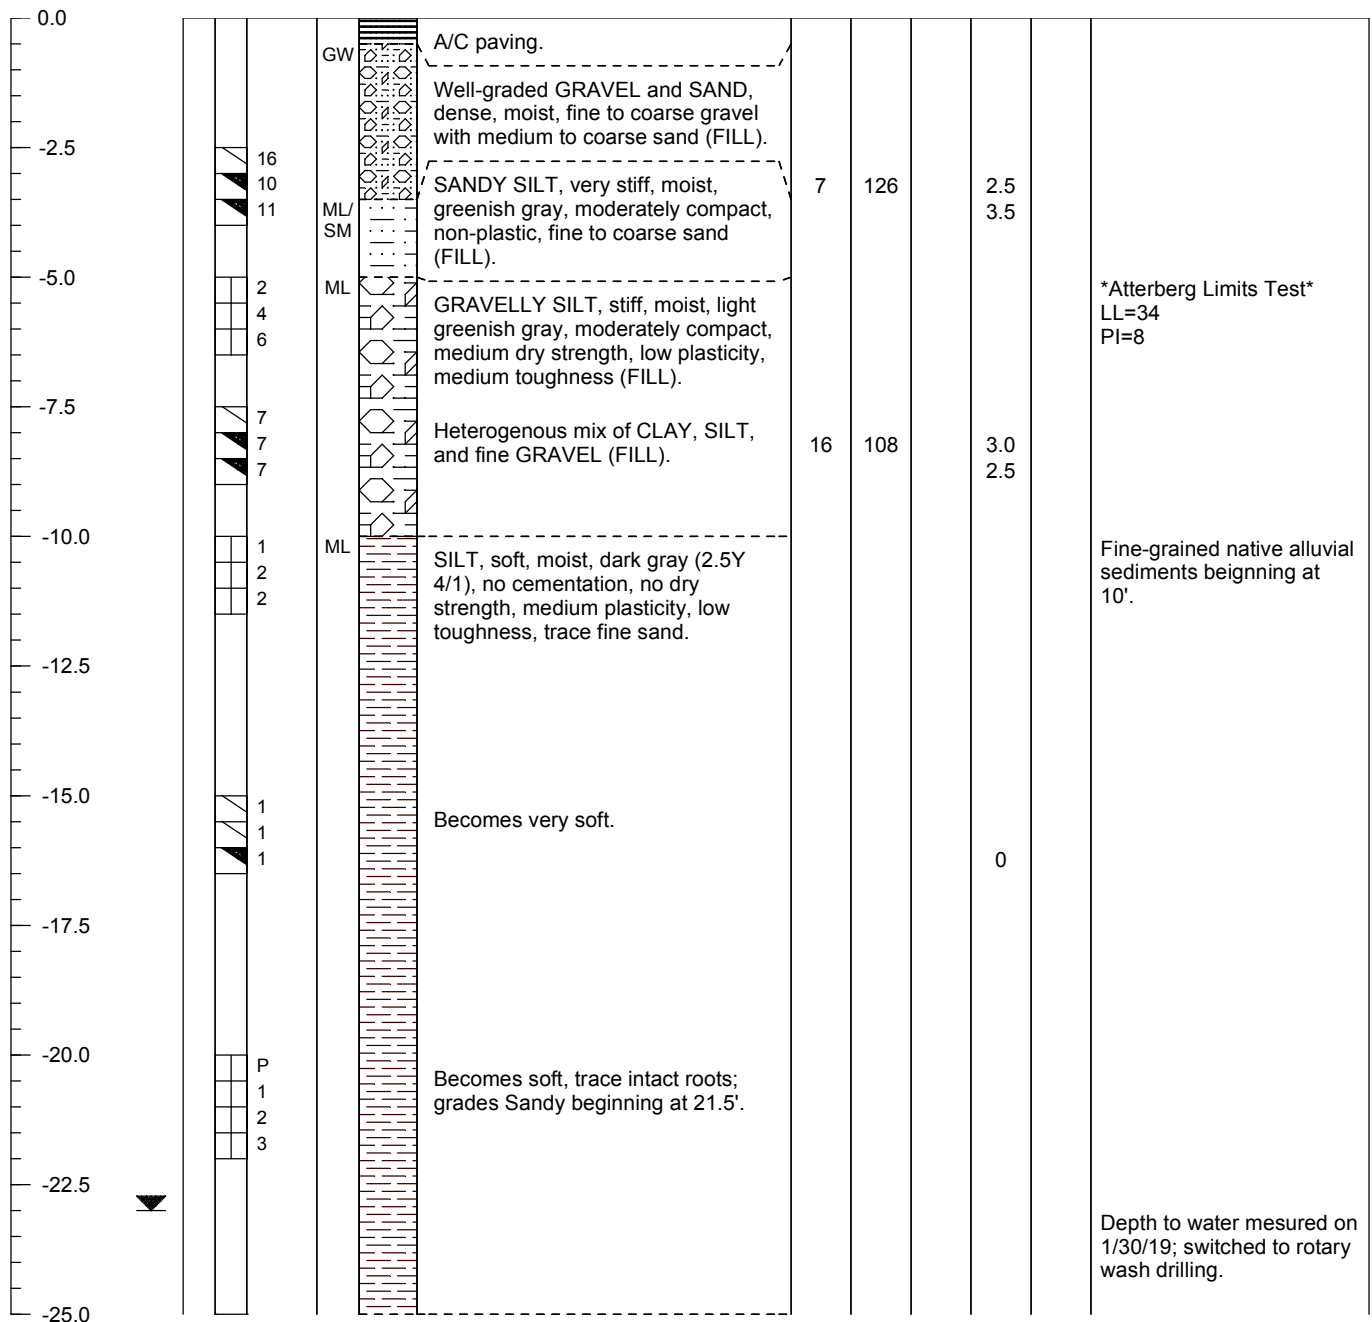 0.0
A/C paving.
GW
Well-graded GRAVEL and SAND,
dense, moist, fine to coarse gravel
with medium to coarse sand (FILL).
-2.5
16
10
11
ML/
SM
SANDY SILT, very stiff, moist,
greenish gray, moderately compact,
non-plastic, fine to coarse sand
(FILL).
7
126
2.5
3.5
-5.0
2
4
6
ML
GRAVELLY SILT, stiff, moist, light
greenish gray, moderately compact,
medium dry strength, low plasticity,
medium toughness (FILL).
*Atterberg Limits Test*
LL=34
PI=8
-7.5
7
7
7
Heterogenous mix of CLAY, SILT,
and fine GRAVEL (FILL).
16
108
3.0
2.5
-10.0
1
2
2
ML
SILT, soft, moist, dark gray (2.5Y
4/1), no cementation, no dry
strength, medium plasticity, low
toughness, trace fine sand.
Fine-grained native alluvial
sediments beignning at
10'.
-12.5
-15.0
1
1
1
Becomes very soft.
0
-17.5
-20.0
P
1
2
3
Becomes soft, trace intact roots;
grades Sandy beginning at 21.5'.
-22.5
Depth to water mesured on
1/30/19; switched to rotary
wash drilling.
-25.0